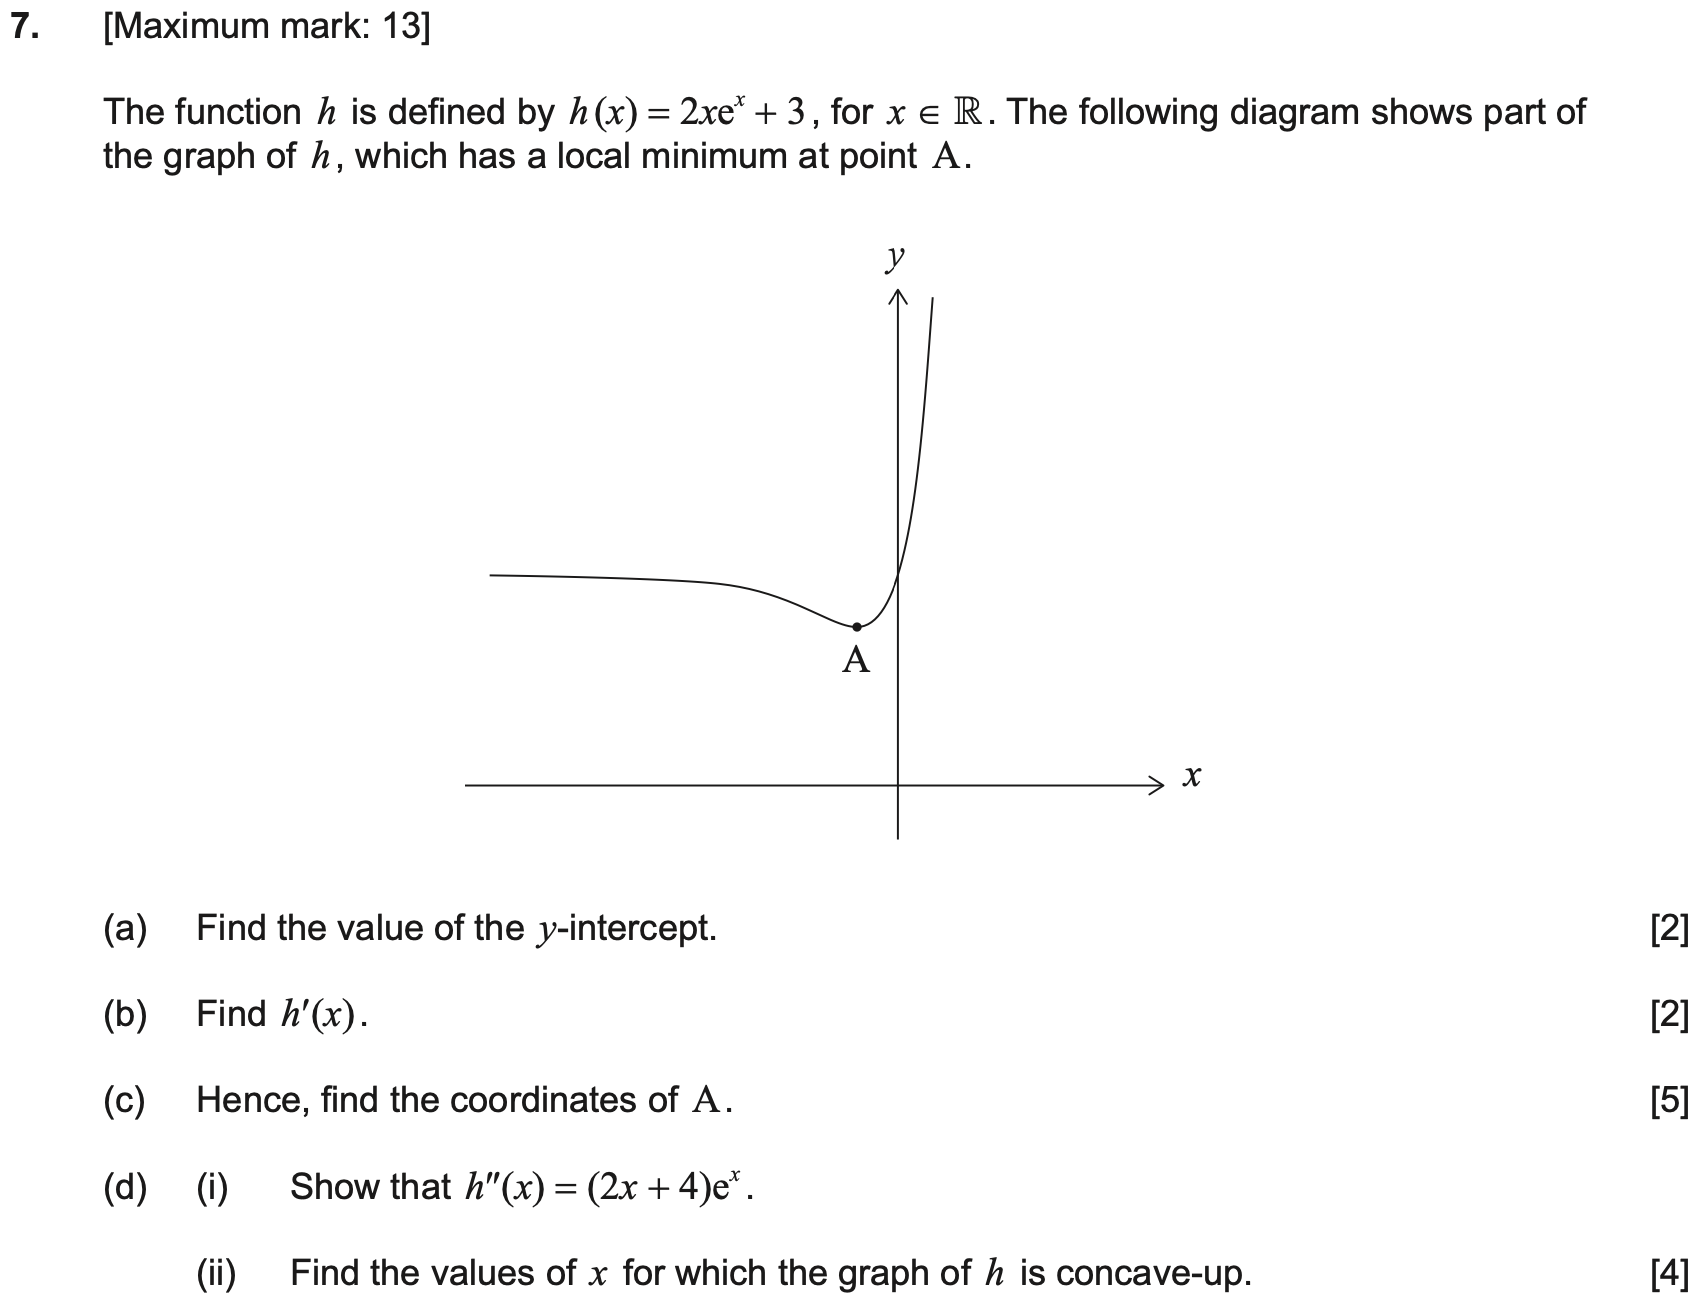 7. [Maximum mark: 13]
The function h is defined by h(x) = 2xeˣ + 3, for x ∈ ℝ. The following diagram shows part of
the graph of h, which has a local minimum at point A.
y
A
x
(a) Find the value of the y-intercept. [2]
(b) Find h′(x). [2]
(c) Hence, find the coordinates of A. [5]
(d) (i) Show that h″(x) = (2x + 4)eˣ.
(ii) Find the values of x for which the graph of h is concave-up. [4]